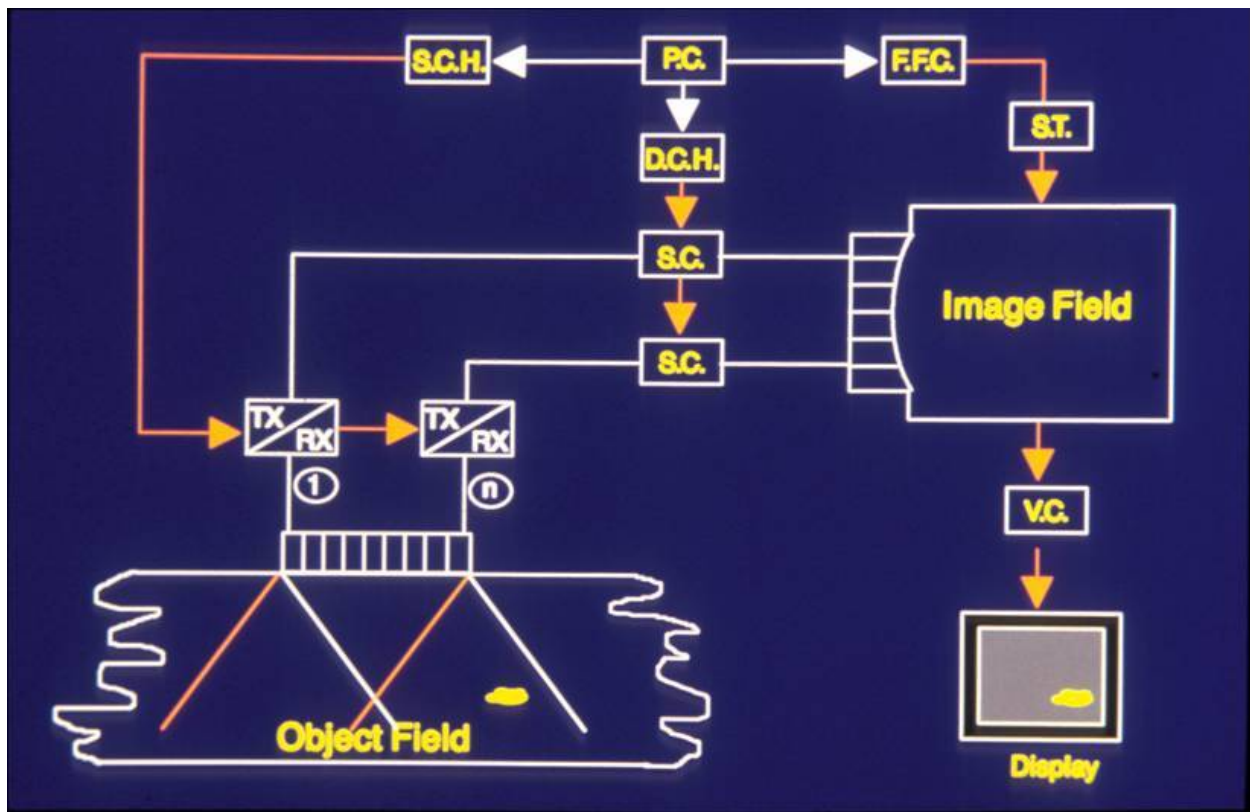 S.C.H.
P.C.
F.F.C.
S.T.
D.C.H.
S.C.
Image Field
S.C.
TX
RX
TX
RX
1
n
V.C.
Object Field
Display